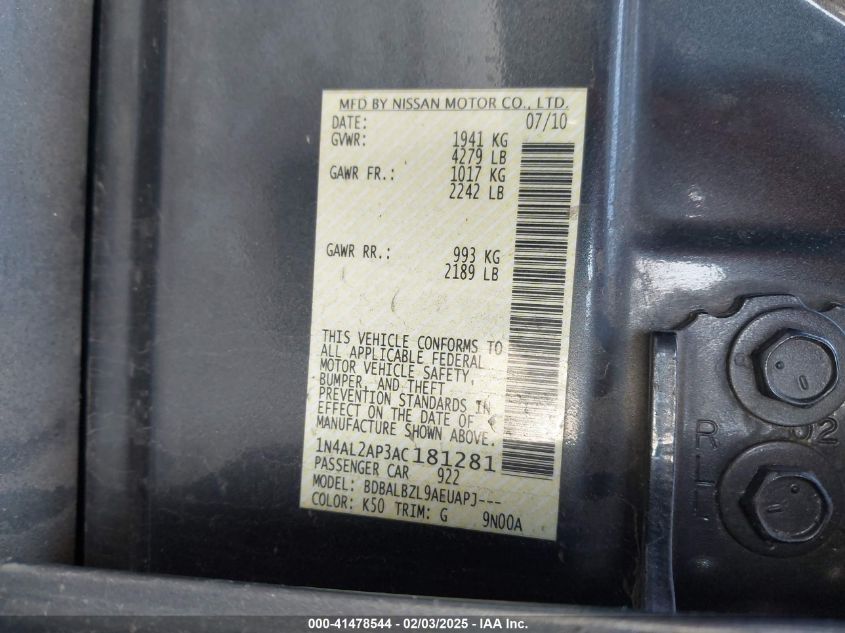 MFD BY NISSAN MOTOR CO., LTD.
DATE: 07/10
GVWR: 1941 KG
4279 LB
GAWR FR.: 1017 KG
2242 LB
GAWR RR.: 993 KG
2189 LB
THIS VEHICLE CONFORMS TO
ALL APPLICABLE FEDERAL
MOTOR VEHICLE SAFETY,
BUMPER, AND THEFT
PREVENTION STANDARDS IN
EFFECT ON THE DATE OF
MANUFACTURE SHOWN ABOVE.
1N4AL2AP3AC181281
PASSENGER CAR 922
MODEL: BDBALBZL9AEUAPJ---
COLOR: K50 TRIM: G 9N00A
000-41478544 - 02/03/2025 - IAA Inc.